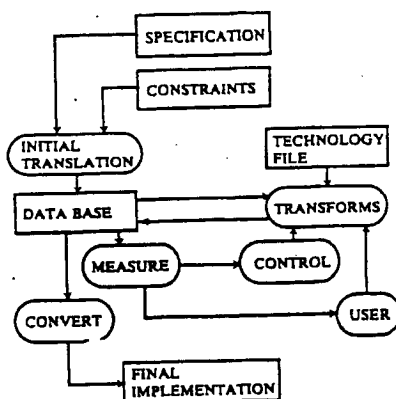 SPECIFICATION
CONSTRAINTS
INITIAL
TRANSLATION
TECHNOLOGY
FILE
DATA BASE
TRANSFORMS
MEASURE
CONTROL
CONVERT
USER
FINAL
IMPLEMENTATION